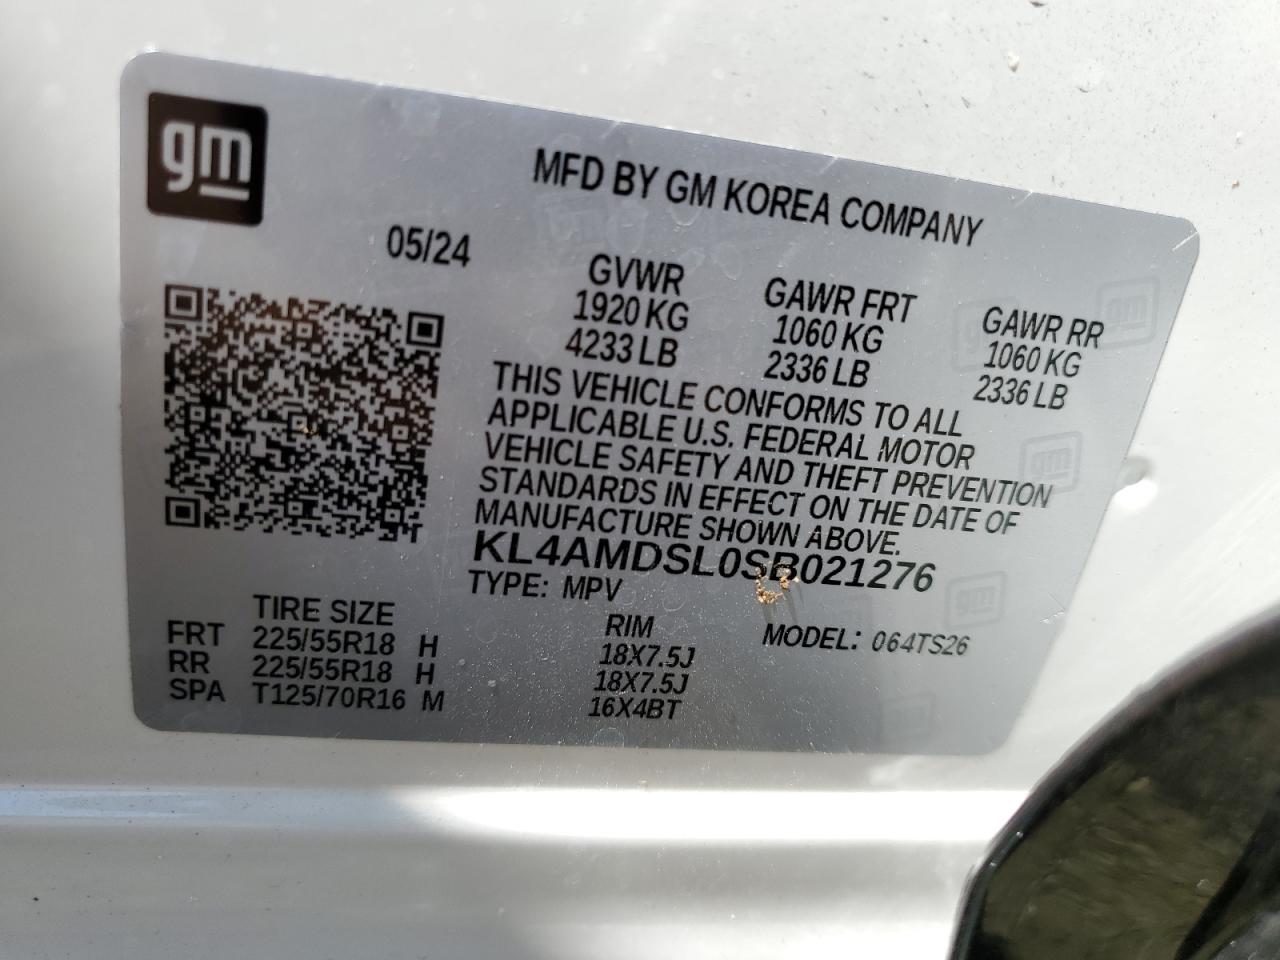 gm
MFD BY GM KOREA COMPANY
05/24
GVWR GAWR FRT GAWR RR
1920 KG 1060 KG 1060 KG
4233 LB 2336 LB 2336 LB
THIS VEHICLE CONFORMS TO ALL
APPLICABLE U.S. FEDERAL MOTOR
VEHICLE SAFETY AND THEFT PREVENTION
STANDARDS IN EFFECT ON THE DATE OF
MANUFACTURE SHOWN ABOVE.
KL4AMDSL0SB021276
TYPE: MPV
TIRE SIZE RIM MODEL: 064TS26
FRT 225/55R18 H 18X7.5J
RR 225/55R18 H 18X7.5J
SPA T125/70R16 M 16X4BT